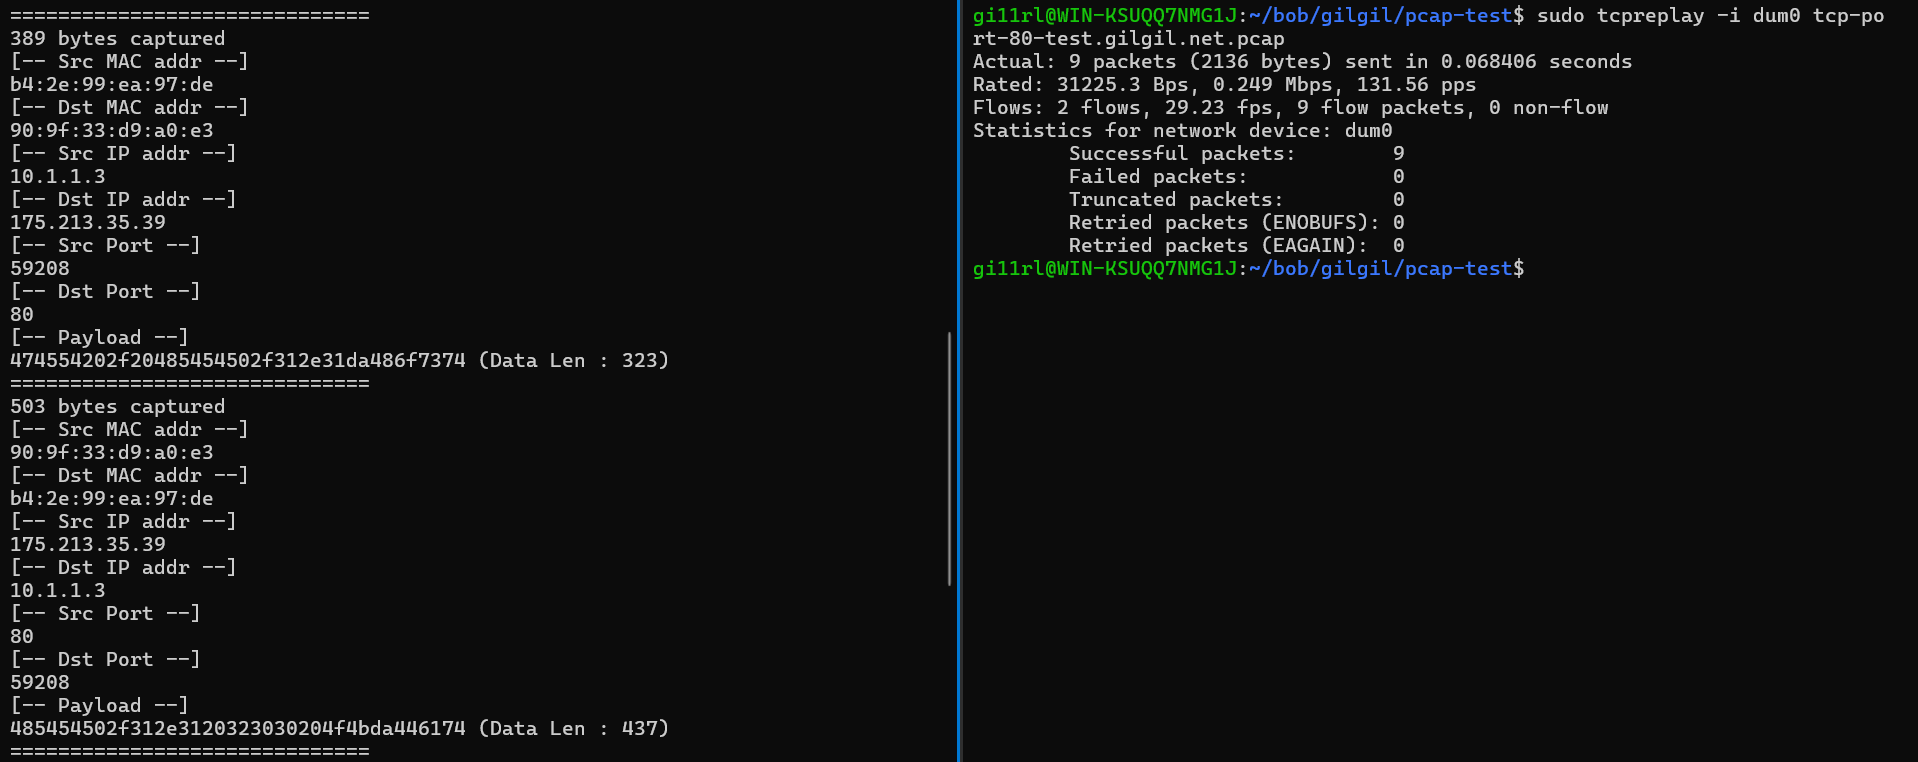 ==============================
389 bytes captured
[-- Src MAC addr --]
b4:2e:99:ea:97:de
[-- Dst MAC addr --]
90:9f:33:d9:a0:e3
[-- Src IP addr --]
10.1.1.3
[-- Dst IP addr --]
175.213.35.39
[-- Src Port --]
59208
[-- Dst Port --]
80
[-- Payload --]
474554202f20485454502f312e31da486f7374 (Data Len : 323)
==============================
503 bytes captured
[-- Src MAC addr --]
90:9f:33:d9:a0:e3
[-- Dst MAC addr --]
b4:2e:99:ea:97:de
[-- Src IP addr --]
175.213.35.39
[-- Dst IP addr --]
10.1.1.3
[-- Src Port --]
80
[-- Dst Port --]
59208
[-- Payload --]
485454502f312e3120323030204f4bda446174 (Data Len : 437)
==============================
gi11rl@WIN-KSUQQ7NMG1J:~/bob/gilgil/pcap-test$ sudo tcpreplay -i dum0 tcp-po
rt-80-test.gilgil.net.pcap
Actual: 9 packets (2136 bytes) sent in 0.068406 seconds
Rated: 31225.3 Bps, 0.249 Mbps, 131.56 pps
Flows: 2 flows, 29.23 fps, 9 flow packets, 0 non-flow
Statistics for network device: dum0
        Successful packets:        9
        Failed packets:            0
        Truncated packets:         0
        Retried packets (ENOBUFS): 0
        Retried packets (EAGAIN):  0
gi11rl@WIN-KSUQQ7NMG1J:~/bob/gilgil/pcap-test$